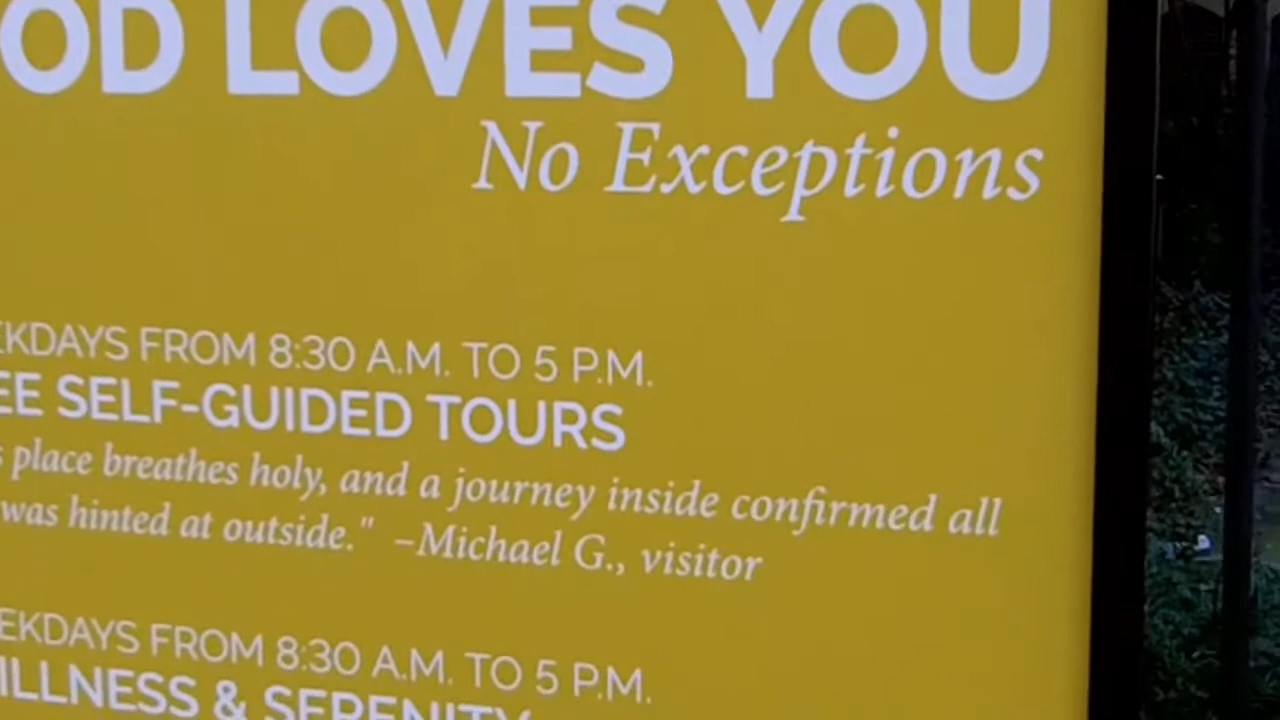 OD LOVES YOU
No Exceptions
EKDAYS FROM 8:30 A.M. TO 5 P.M.
EE SELF-GUIDED TOURS
s place breathes holy, and a journey inside confirmed all
was hinted at outside." –Michael G., visitor
EKDAYS FROM 8:30 A.M. TO 5 P.M.
ILLNESS & SERENITY